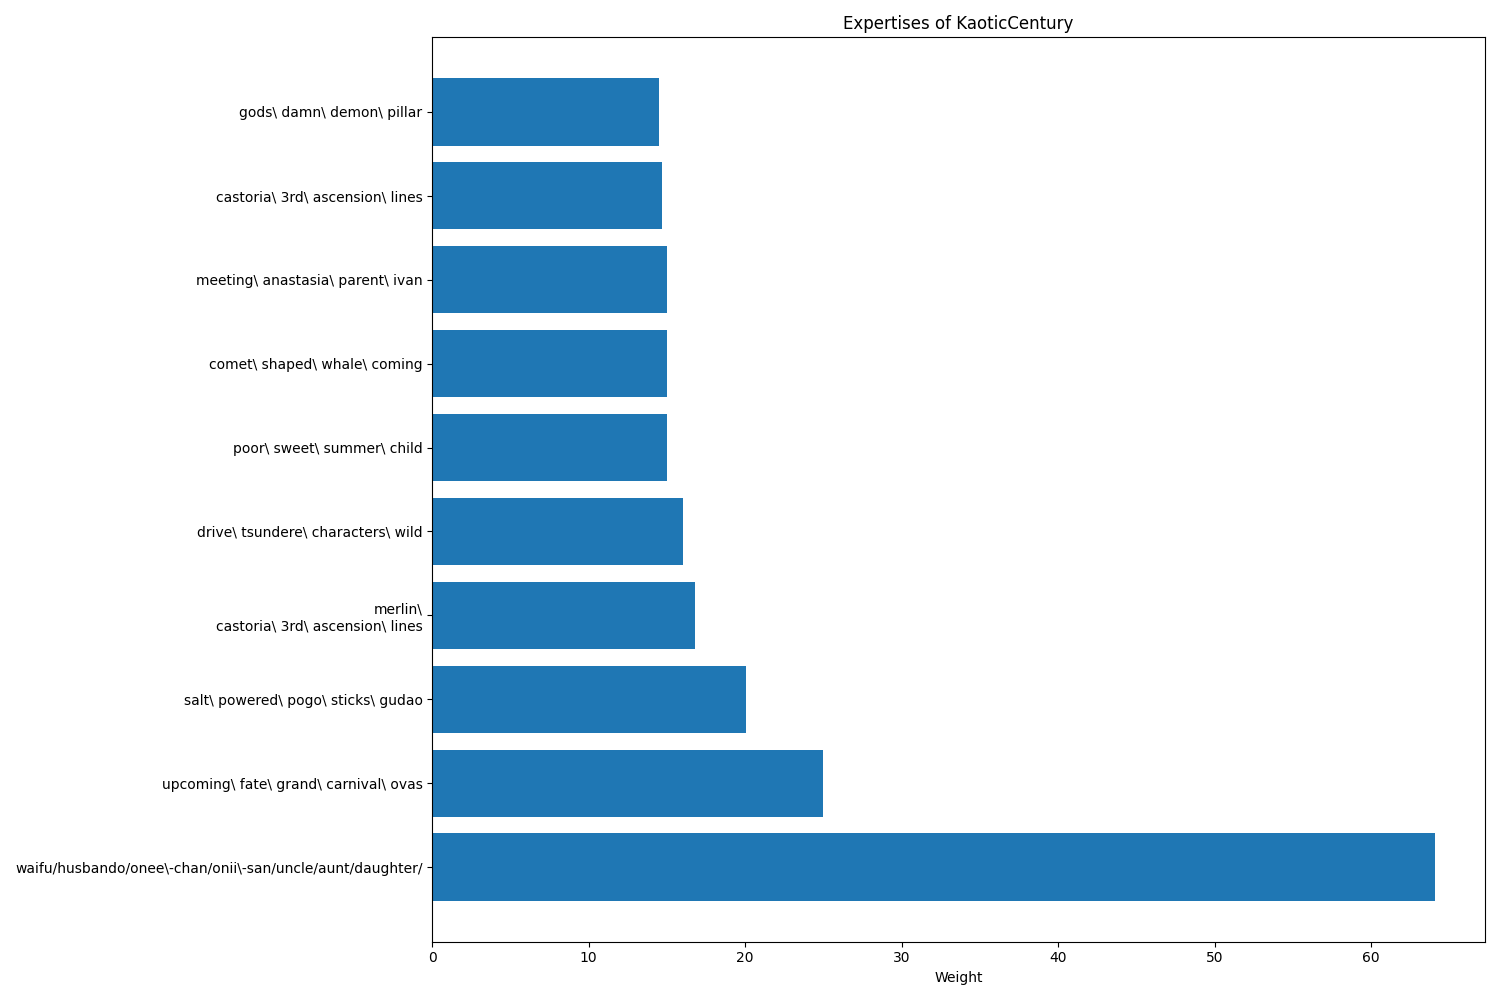 Expertises of KaoticCentury
gods\ damn\ demon\ pillar
castoria\ 3rd\ ascension\ lines
meeting\ anastasia\ parent\ ivan
comet\ shaped\ whale\ coming
poor\ sweet\ summer\ child
drive\ tsundere\ characters\ wild
merlin\
castoria\ 3rd\ ascension\ lines
salt\ powered\ pogo\ sticks\ gudao
upcoming\ fate\ grand\ carnival\ ovas
waifu/husbando/onee\-chan/onii\-san/uncle/aunt/daughter/
0 10 20 30 40 50 60
Weight